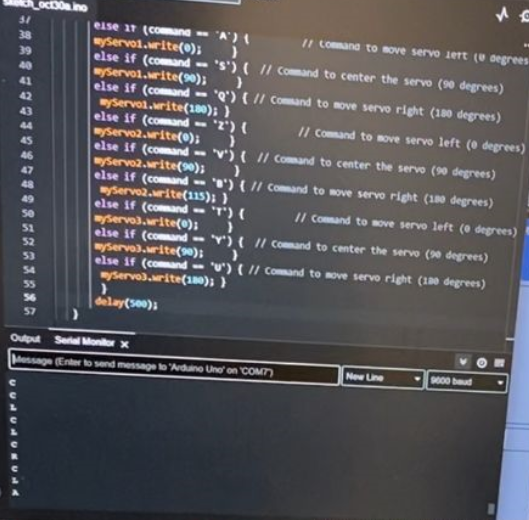 sketch_oct30a.ino
37 else if (command == 'A') {
38 myServo1.write(0); } // Command to move servo left (0 degrees
39 else if (command == 'S') { // Command to center the servo (90 degrees)
40 myServo1.write(90); }
41 else if (command == 'Q') { // Command to move servo right (180 degrees)
42 myServo1.write(180); }
43 else if (command == 'Z') {
44 myServo2.write(0); } // Command to move servo left (0 degrees)
45 else if (command == 'V') { // Command to center the servo (90 degrees)
46 myServo2.write(90); }
47 else if (command == 'B') { // Command to move servo right (180 degrees)
48 myServo2.write(115); }
49 else if (command == 'T') {
50 myServo3.write(0); } // Command to move servo left (0 degrees)
51 else if (command == 'Y') { // Command to center the servo (90 degrees)
52 myServo3.write(90); }
53 else if (command == 'U') { // Command to move servo right (180 degrees)
54 myServo3.write(180); }
55 }
56 delay(500);
57 }
Output Serial Monitor x
Message (Enter to send message to 'Arduino Uno' on 'COM7')
New Line
9600 baud
C
C
L
C
L
C
R
C
L
A